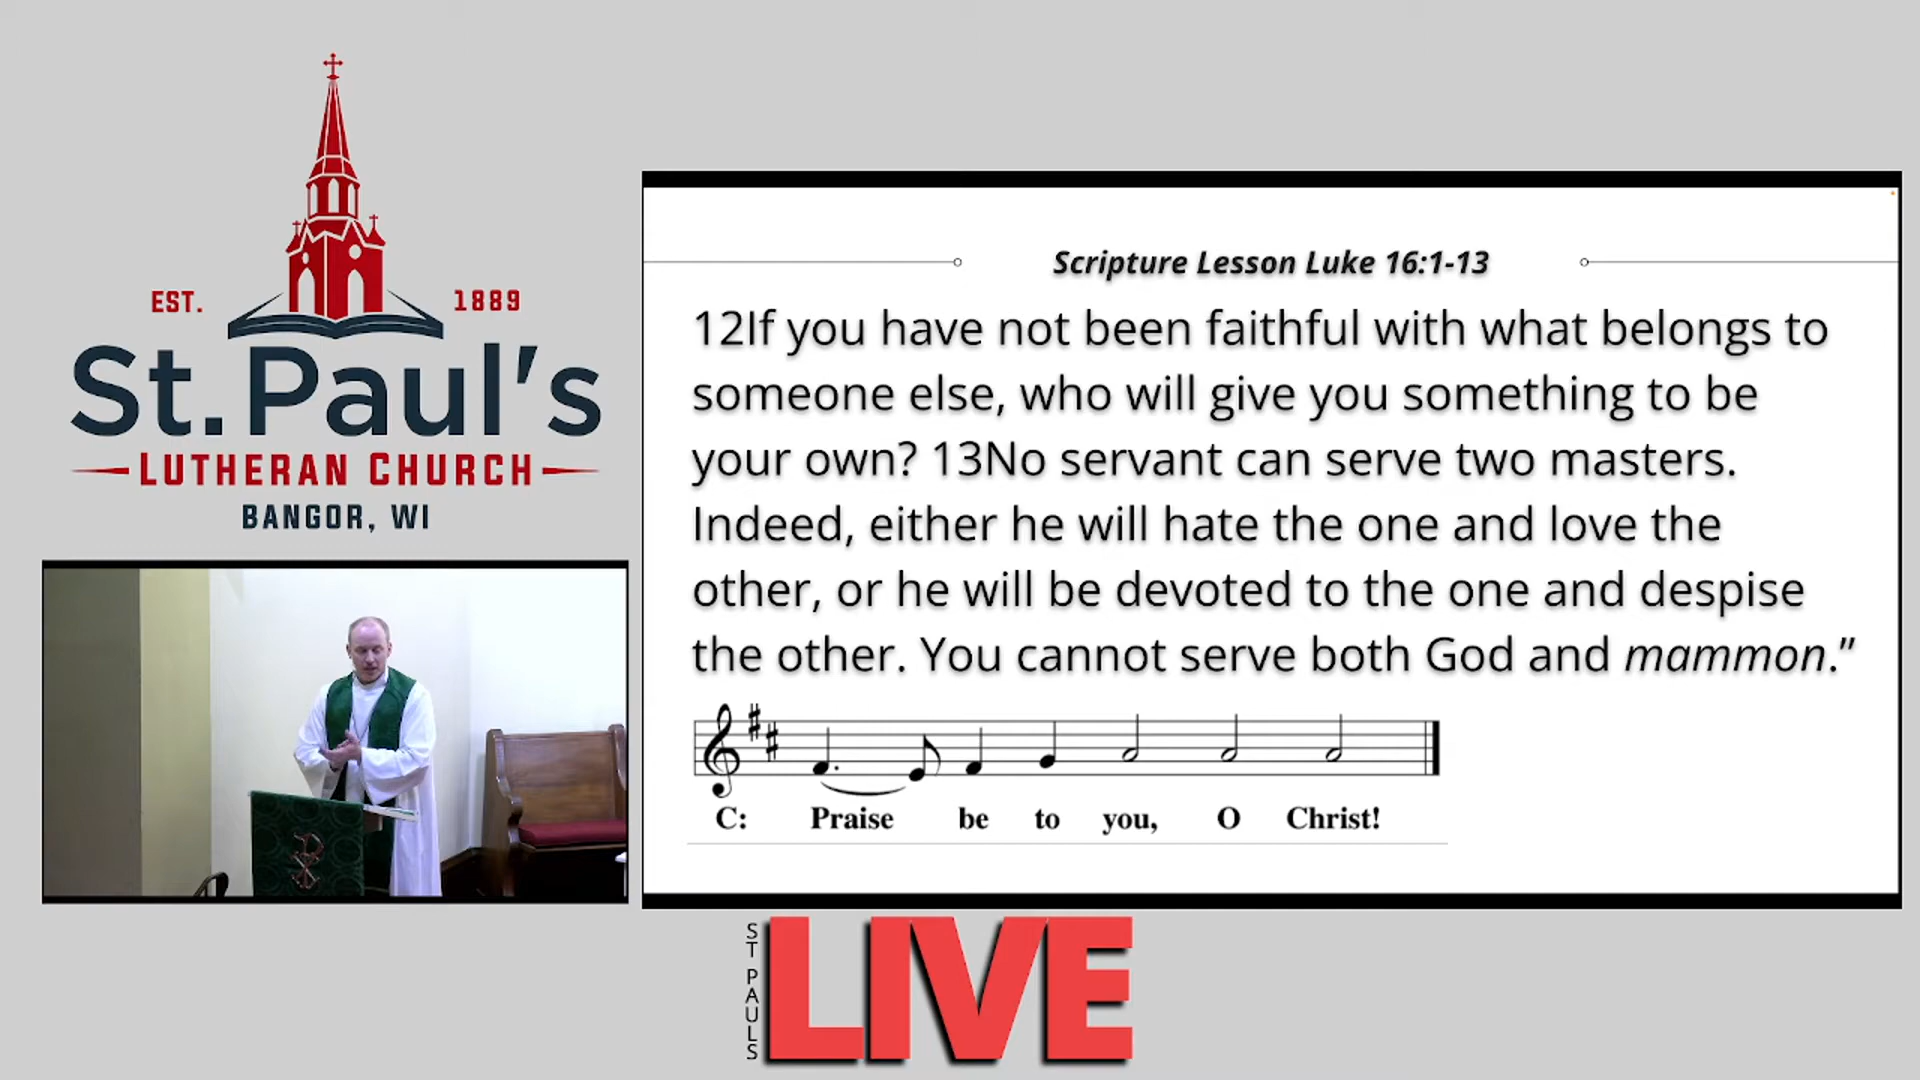 EST. 1889
St. Paul's
LUTHERAN CHURCH
BANGOR, WI
Scripture Lesson Luke 16:1-13
12If you have not been faithful with what belongs to
someone else, who will give you something to be
your own? 13No servant can serve two masters.
Indeed, either he will hate the one and love the
other, or he will be devoted to the one and despise
the other. You cannot serve both God and mammon.”
C: Praise be to you, O Christ!
ST PAULS
LIVE